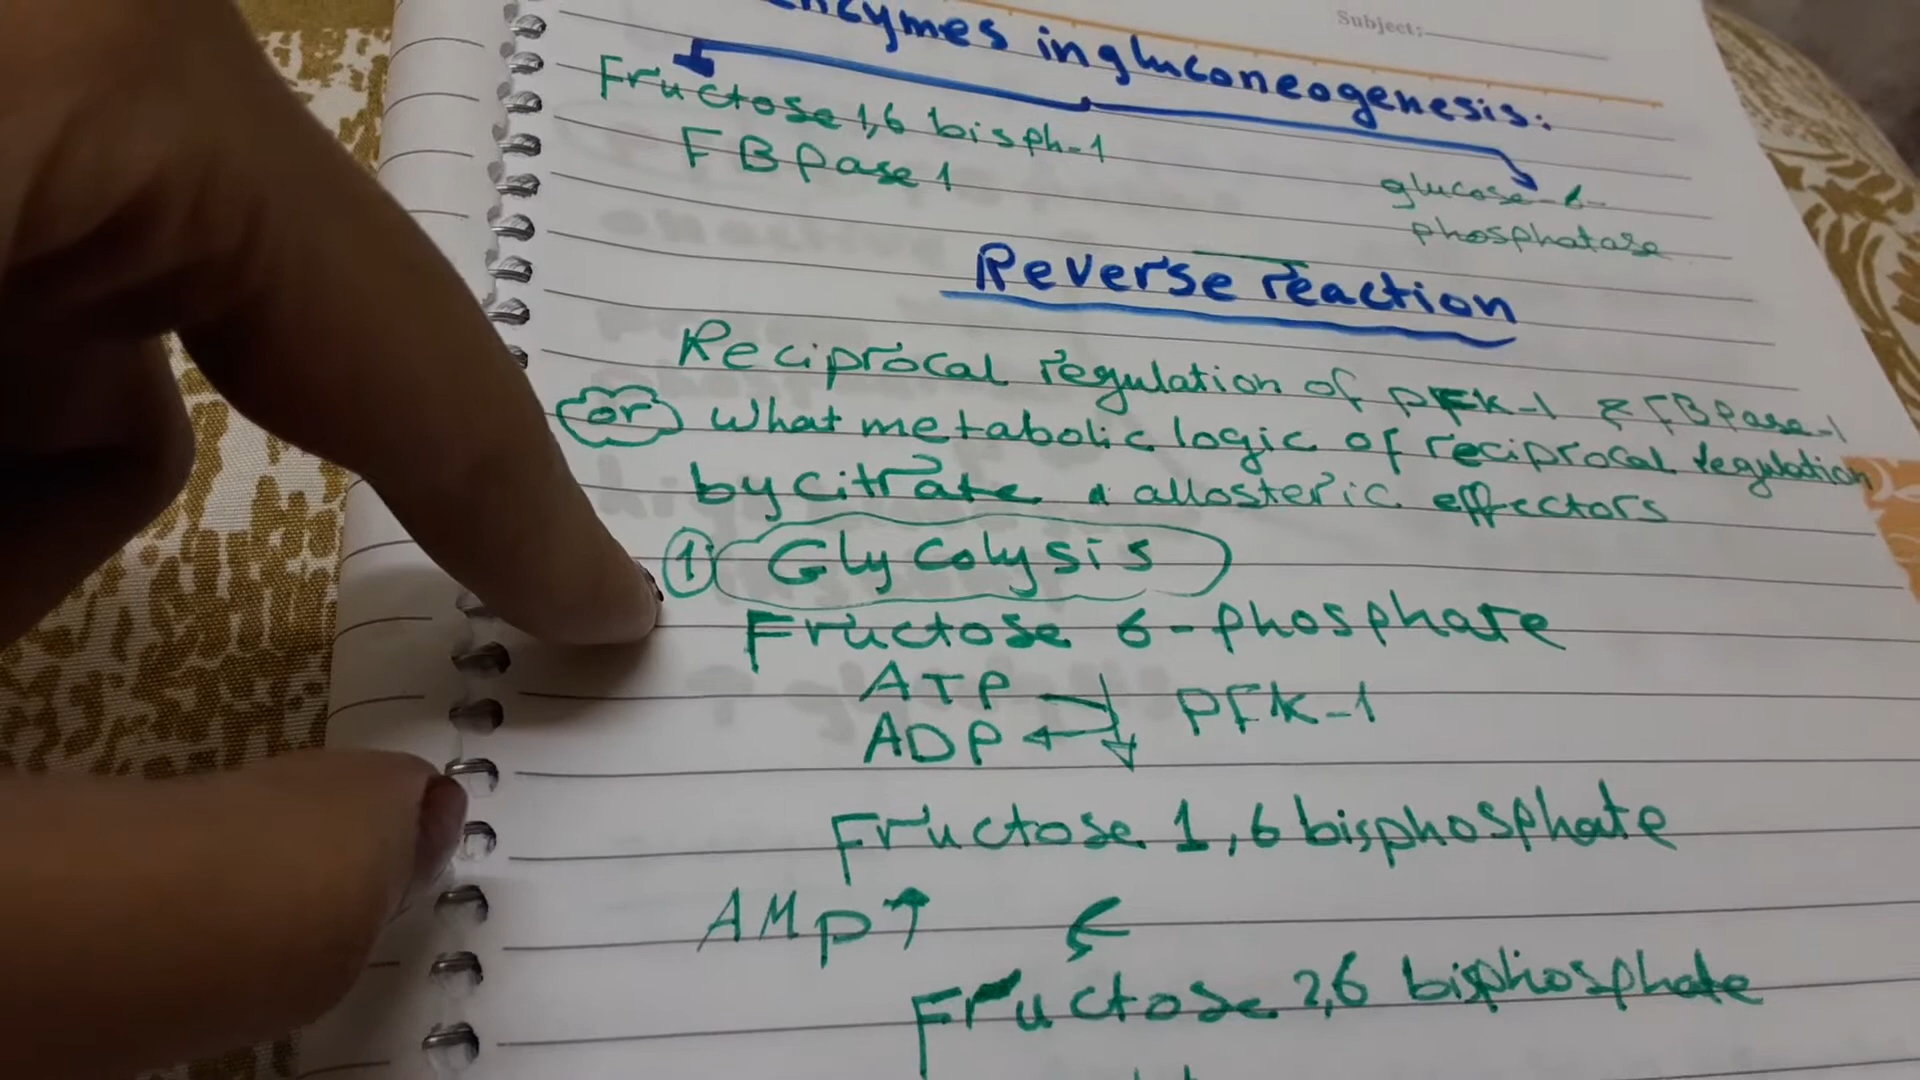 Subject:
enzymes in gluconeogenesis:
Fructose 1,6 bisph-1
FBPase 1
glucose-6-
phosphatase
Reverse reaction
Reciprocal regulation of PFK-1 & FBPase-1
or What metabolic logic of reciprocal regulation
by citrate allosteric effectors
1 Glycolysis
Fructose 6-phosphate
ATP
ADP PFK-1
Fructose 1,6 bisphosphate
AMP↑
Fructose 2,6 bisphosphate